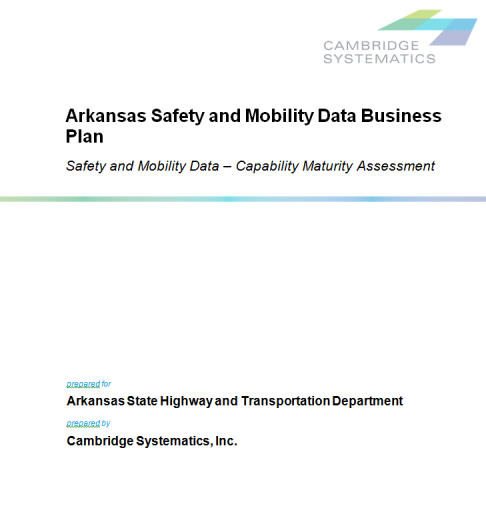 CAMBRIDGE
SYSTEMATICS
Arkansas Safety and Mobility Data Business
Plan
Safety and Mobility Data – Capability Maturity Assessment
prepared for
Arkansas State Highway and Transportation Department
prepared by
Cambridge Systematics, Inc.